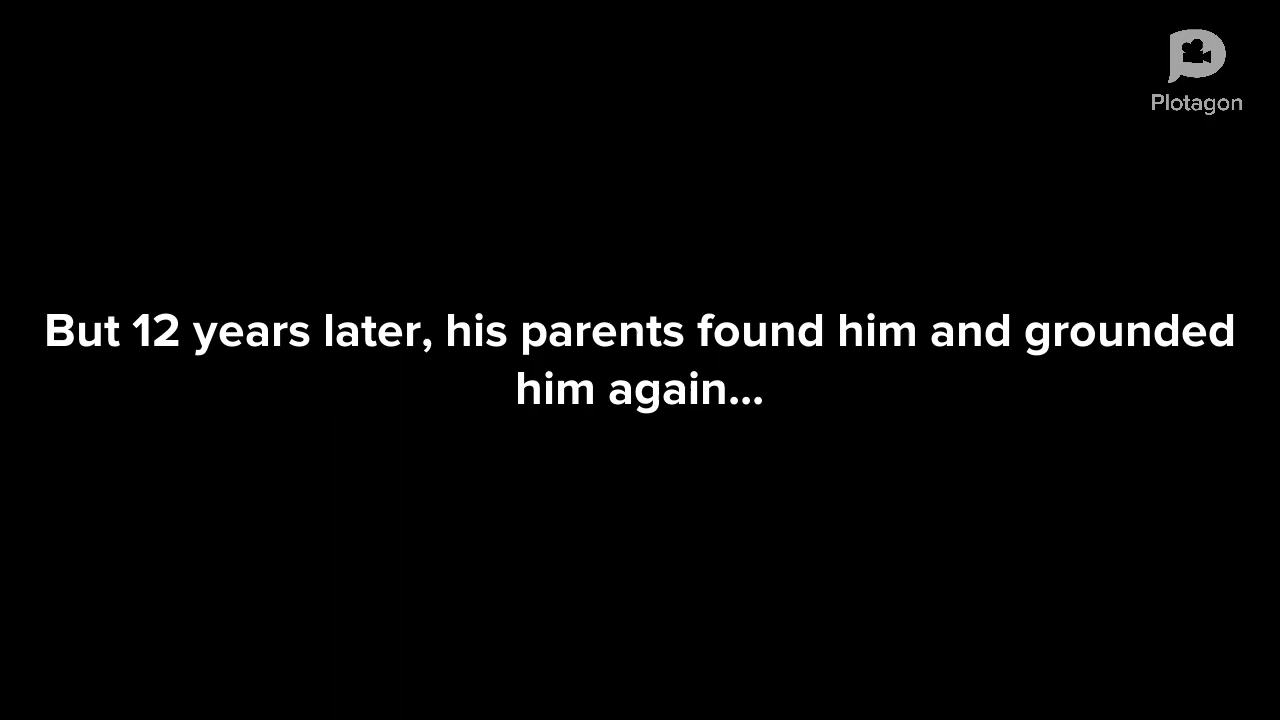 Plotagon
But 12 years later, his parents found him and grounded
him again...